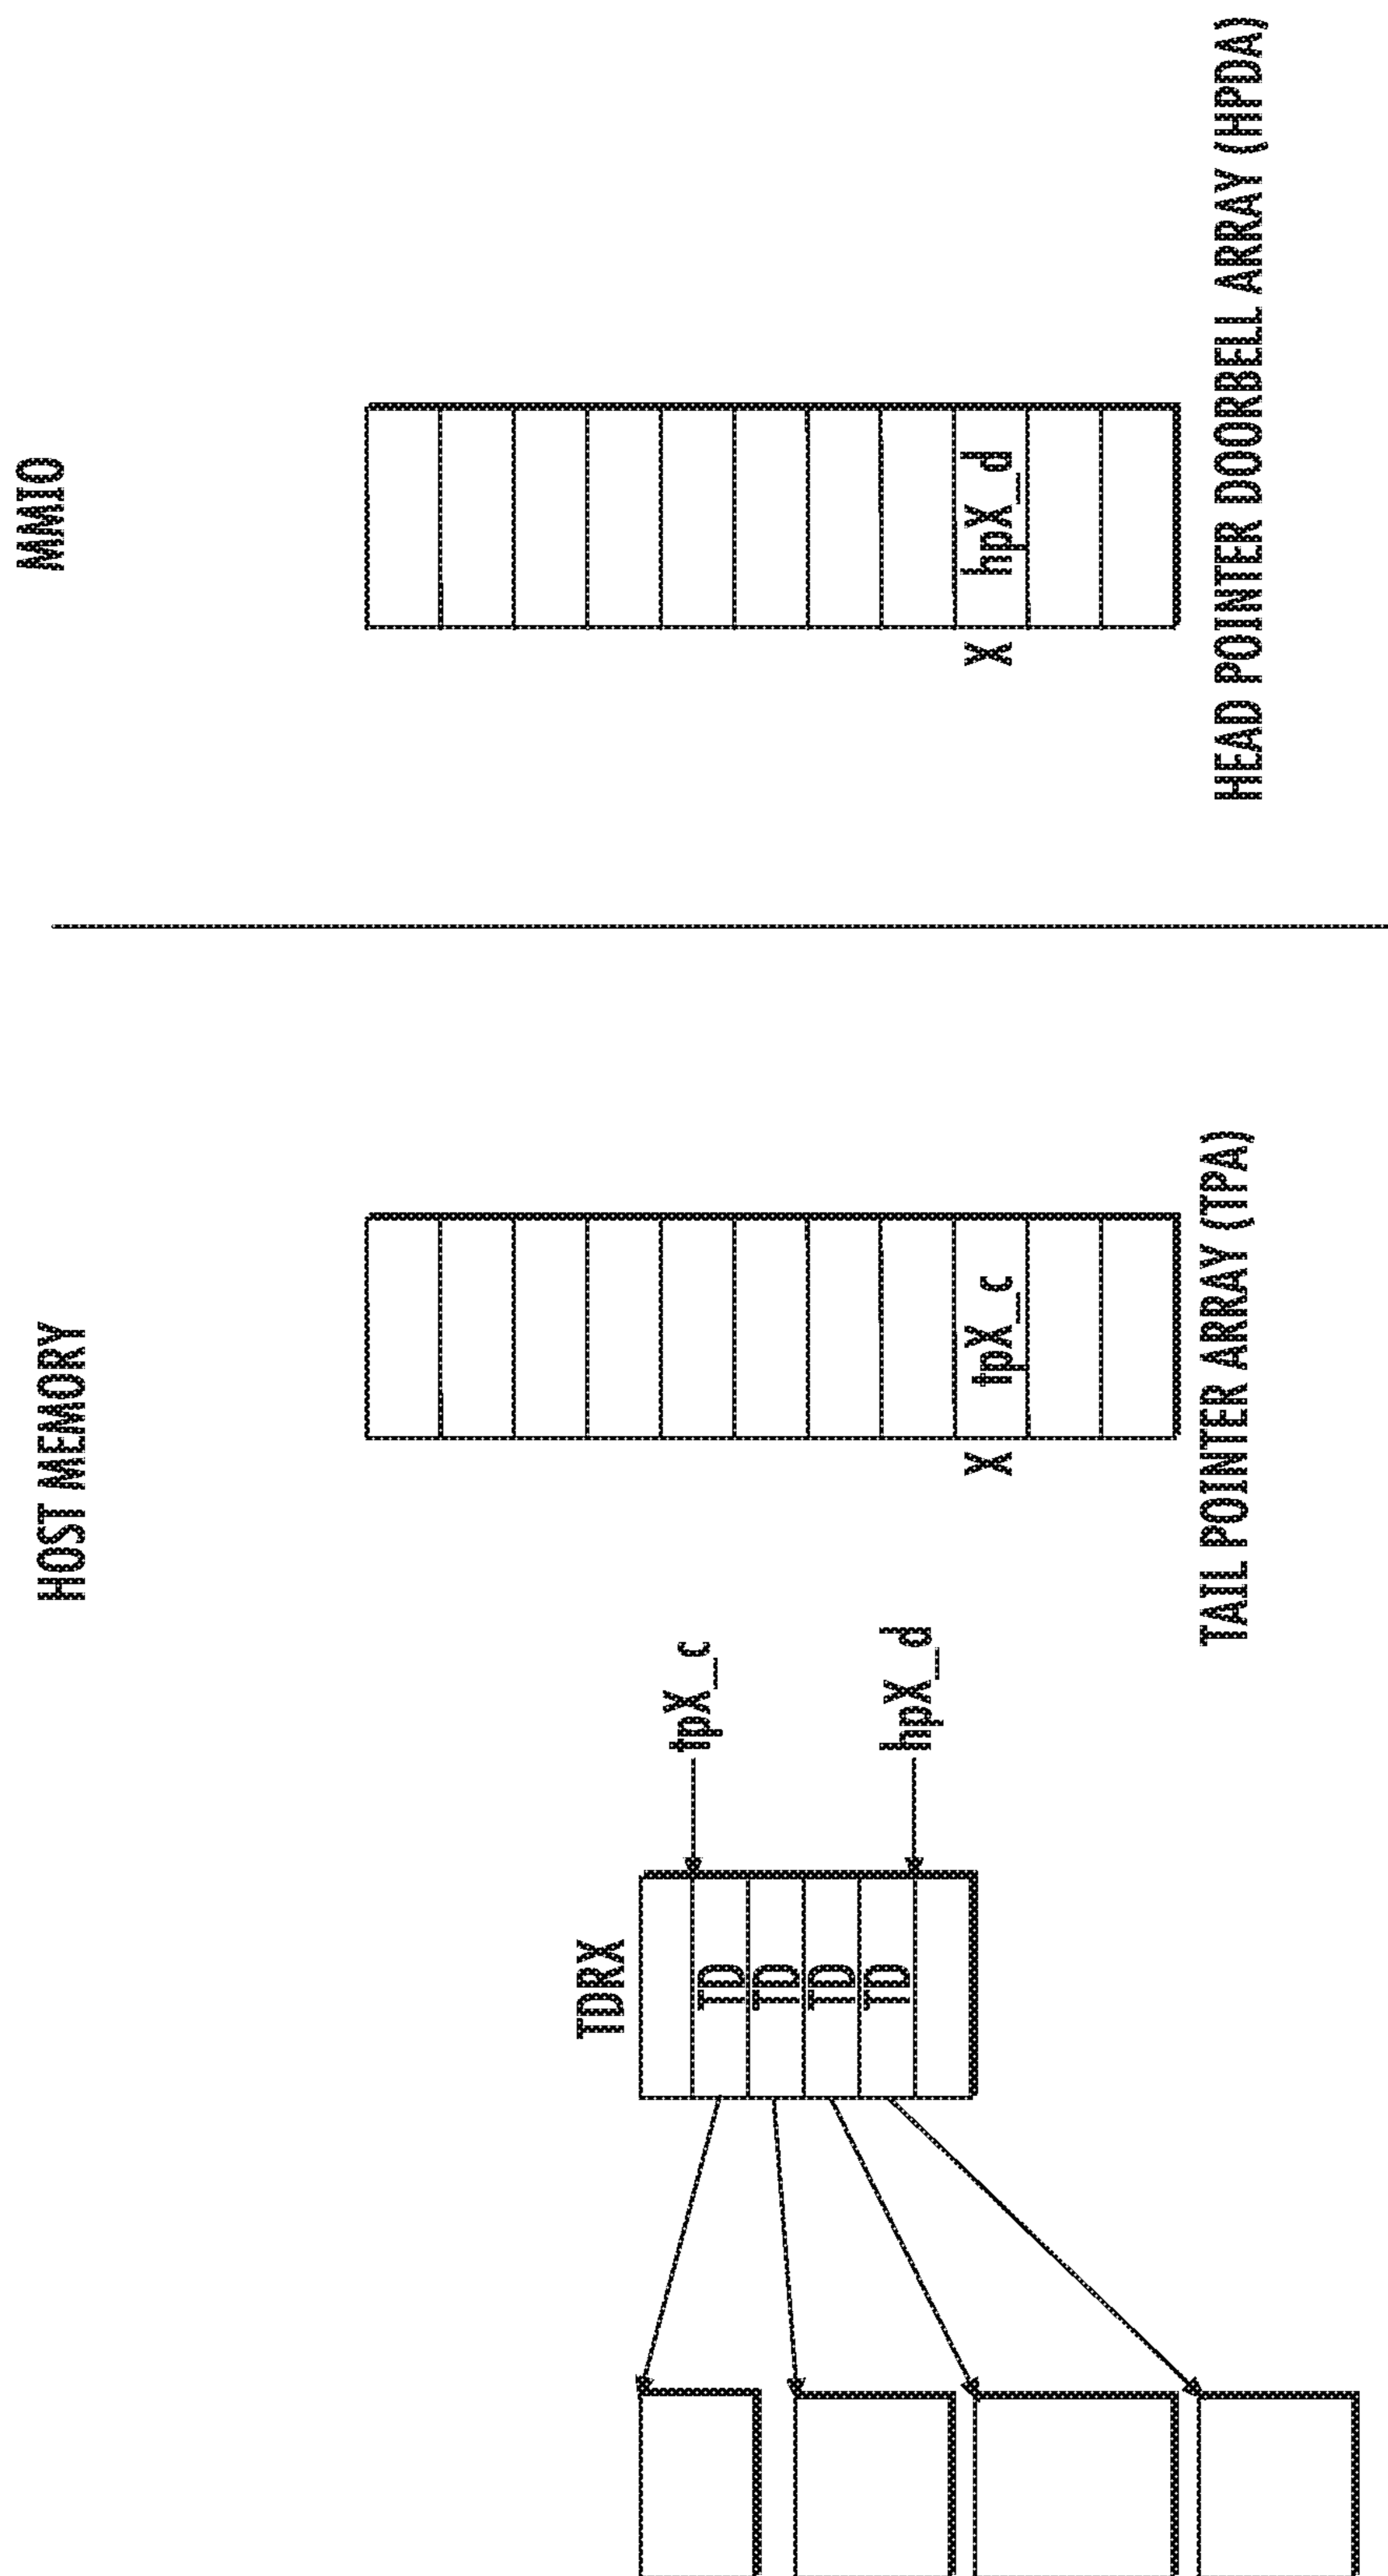 HOST MEMORY
MMIO
TDRX
TD
TD
TD
TD
tpX_c
hpX_d
X
tpX_c
TAIL POINTER ARRAY (TPA)
X
hpX_d
HEAD POINTER DOORBELL ARRAY (HPDA)